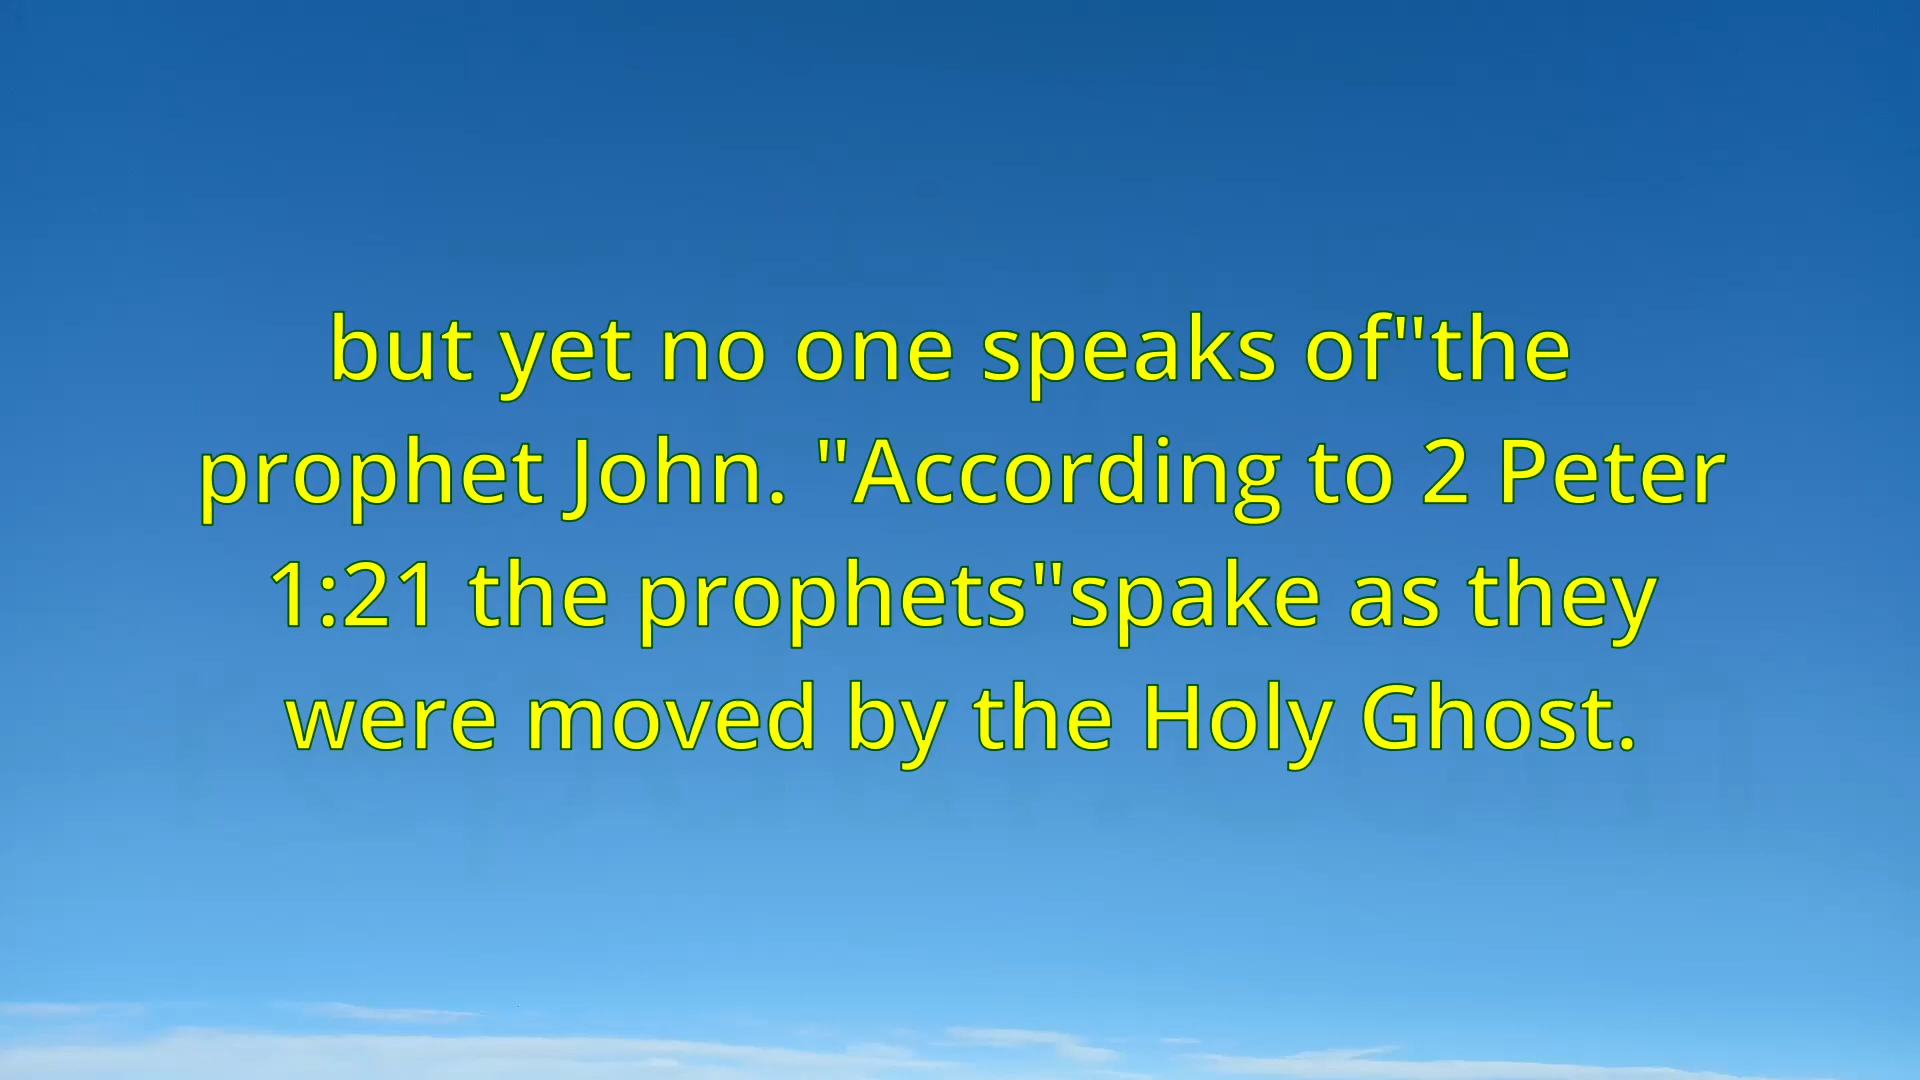 but yet no one speaks of"the
prophet John. "According to 2 Peter
1:21 the prophets"spake as they
were moved by the Holy Ghost.